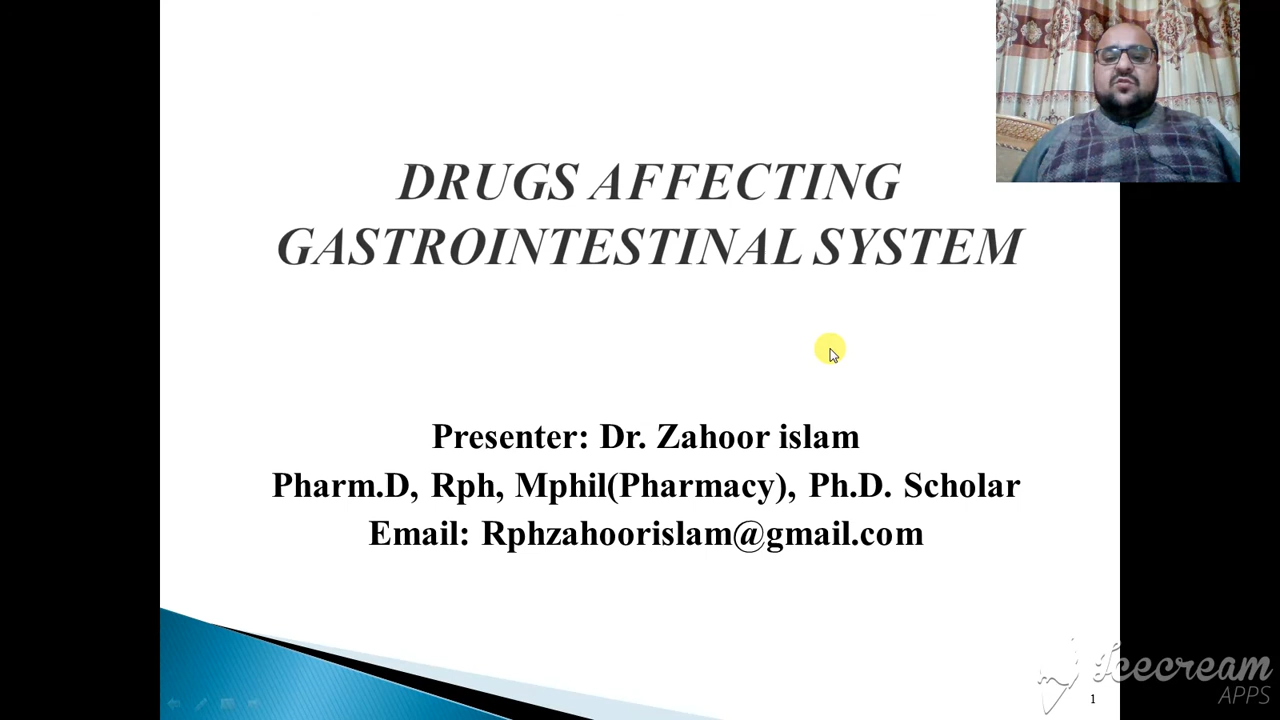 DRUGS AFFECTING
GASTROINTESTINAL SYSTEM
Presenter: Dr. Zahoor islam
Pharm.D, Rph, Mphil(Pharmacy), Ph.D. Scholar
Email: Rphzahoorislam@gmail.com
Icecream
APPS
1